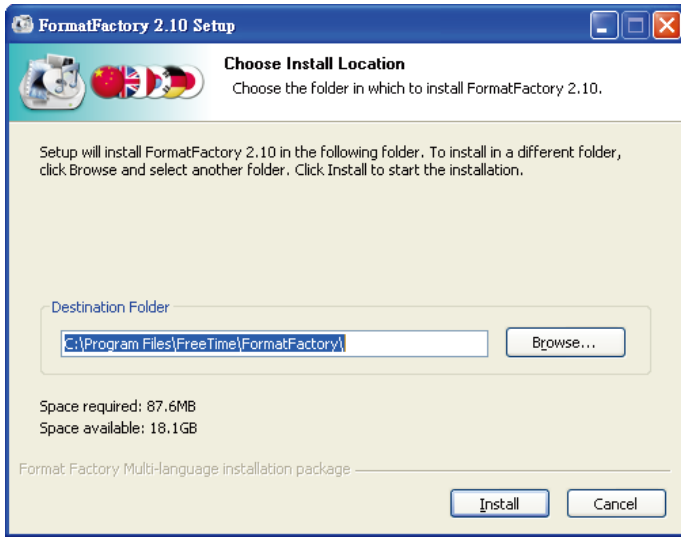 FormatFactory 2.10 Setup
Choose Install Location
Choose the folder in which to install FormatFactory 2.10.
Setup will install FormatFactory 2.10 in the following folder. To install in a different folder,
click Browse and select another folder. Click Install to start the installation.
Destination Folder
C:\Program Files\FreeTime\FormatFactory\
Browse...
Space required: 87.6MB
Space available: 18.1GB
Format Factory Multi-language installation package
Install
Cancel